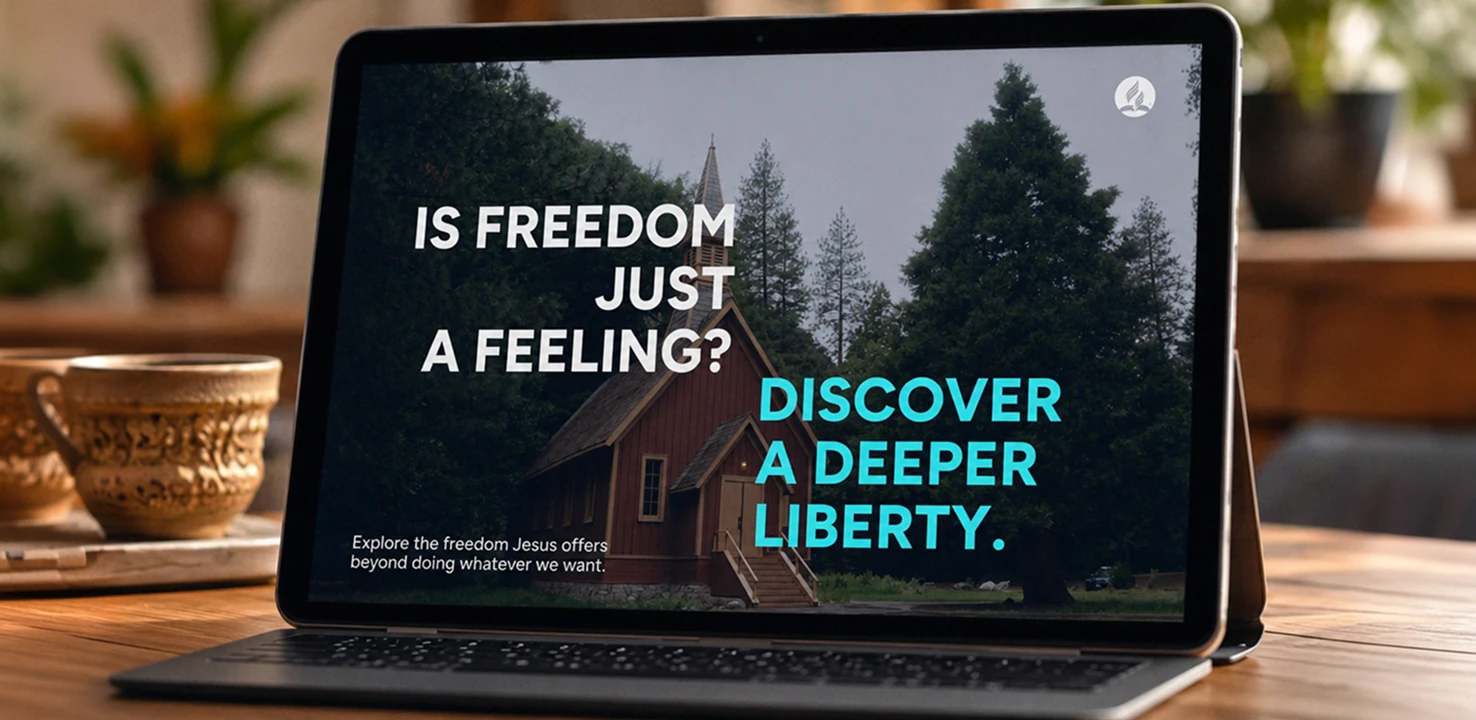 IS FREEDOM
JUST
A FEELING?
DISCOVER
A DEEPER
LIBERTY.
Explore the freedom Jesus offers
beyond doing whatever we want.